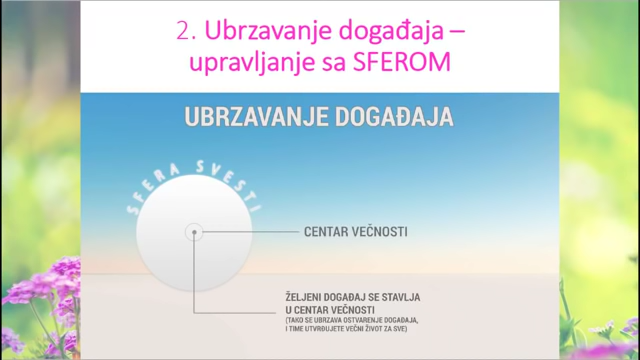 2. Ubrzavanje događaja –
upravljanje sa SFEROM
UBRZAVANJE DOGAĐAJA
SFERA SVESTI
CENTAR VEČNOSTI
ŽELJENI DOGAĐAJ SE STAVLJA
U CENTAR VEČNOSTI
(TAKO SE UBRZAVA OSTVARENJE DOGAĐAJA,
I TIME UTVRĐUJETE VEČNI ŽIVOT ZA SVE)